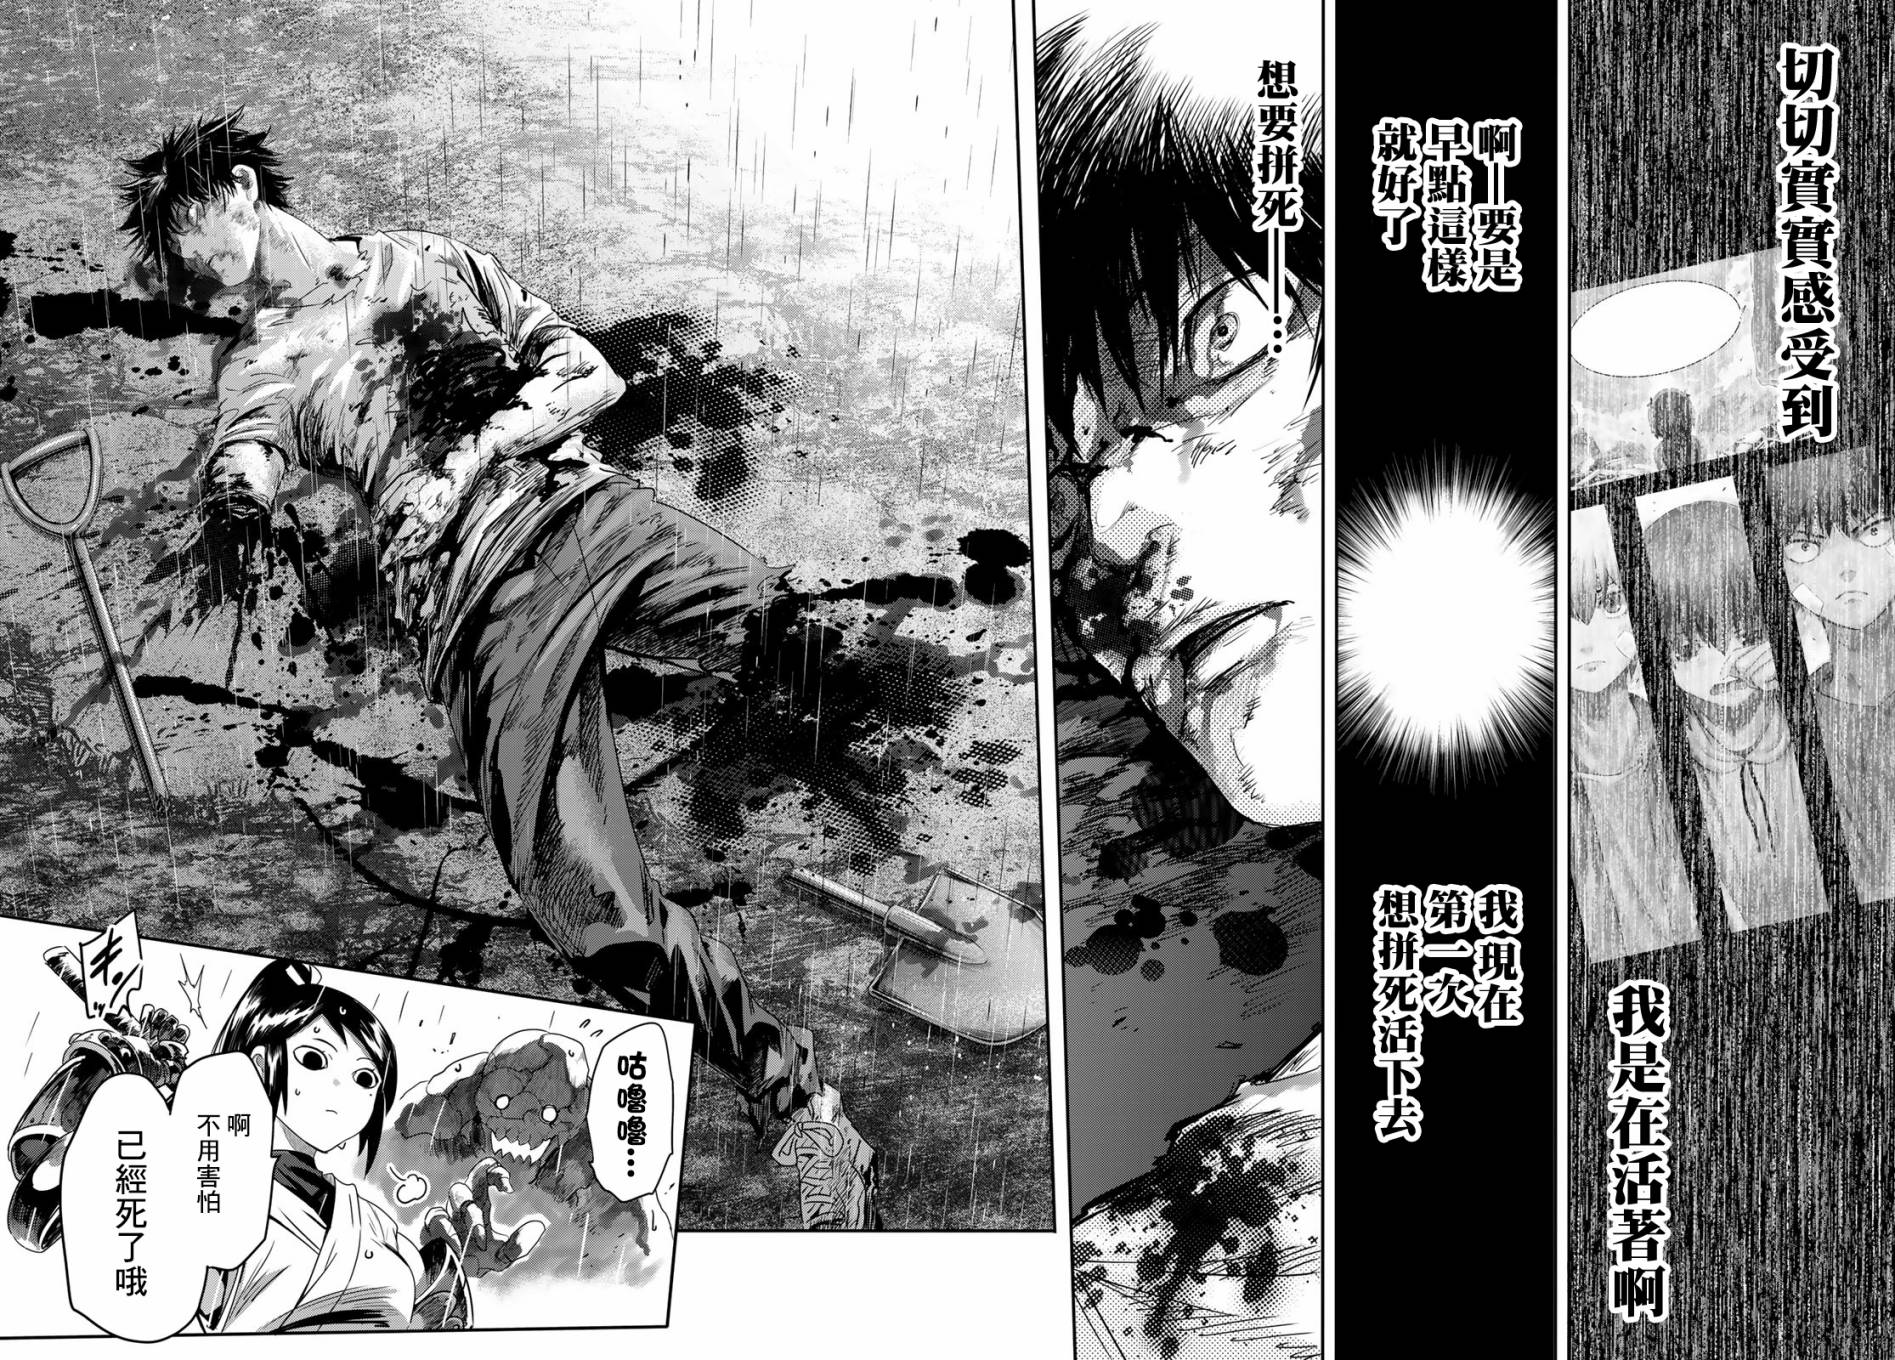 切切實實感受到
我是在活著啊
啊—要是
早點這樣
就好了
我現在
第一次
想拼死活下去
想要拼死——…
咕嚕嚕…
啊
不用害怕
已經死了哦